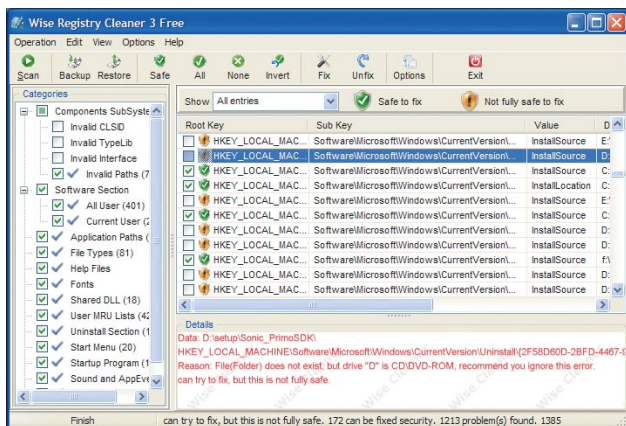 Wise Registry Cleaner 3 Free
Operation Edit View Options Help
Scan Backup Restore Safe All None Invert Fix Unfix Options Exit
Categories
Components SubSyste
Invalid CLSID
Invalid TypeLib
Invalid Interface
Invalid Paths (7
Software Section
All User (401)
Current User (2
Application Paths (
File Types (81)
Help Files
Fonts
Shared DLL (18)
User MRU Lists (42
Uninstall Section (1
Start Menu (20)
Startup Program (1
Sound and AppEve
Show All entries Safe to fix Not fully safe to fix
Root Key Sub Key Value D
HKEY_LOCAL_MAC... Software\Microsoft\Windows\CurrentVersion\... InstallSource E:\
HKEY_LOCAL_MAC... Software\Microsoft\Windows\CurrentVersion\... InstallSource D:
HKEY_LOCAL_MAC... Software\Microsoft\Windows\CurrentVersion\... InstallSource C:
HKEY_LOCAL_MAC... Software\Microsoft\Windows\CurrentVersion\... InstallLocation C:
HKEY_LOCAL_MAC... Software\Microsoft\Windows\CurrentVersion\... InstallSource E:\
HKEY_LOCAL_MAC... Software\Microsoft\Windows\CurrentVersion\... InstallSource C:
HKEY_LOCAL_MAC... Software\Microsoft\Windows\CurrentVersion\... InstallSource D:
HKEY_LOCAL_MAC... Software\Microsoft\Windows\CurrentVersion\... InstallSource D:
HKEY_LOCAL_MAC... Software\Microsoft\Windows\CurrentVersion\... InstallSource f:\
HKEY_LOCAL_MAC... Software\Microsoft\Windows\CurrentVersion\... InstallSource D:
Details
Data: D:\setup\Sonic_PrimoSDK\
HKEY_LOCAL_MACHINE\Software\Microsoft\Windows\CurrentVersion\Uninstall\{2F58D60D-2BFD-4467-9
Reason: File(Folder) does not exist, but drive "D" is CD\DVD-ROM, recommend you ignore this error.
can try to fix, but this is not fully safe.
Finish can try to fix, but this is not fully safe. 172 can be fixed security. 1213 problem(s) found. 1385